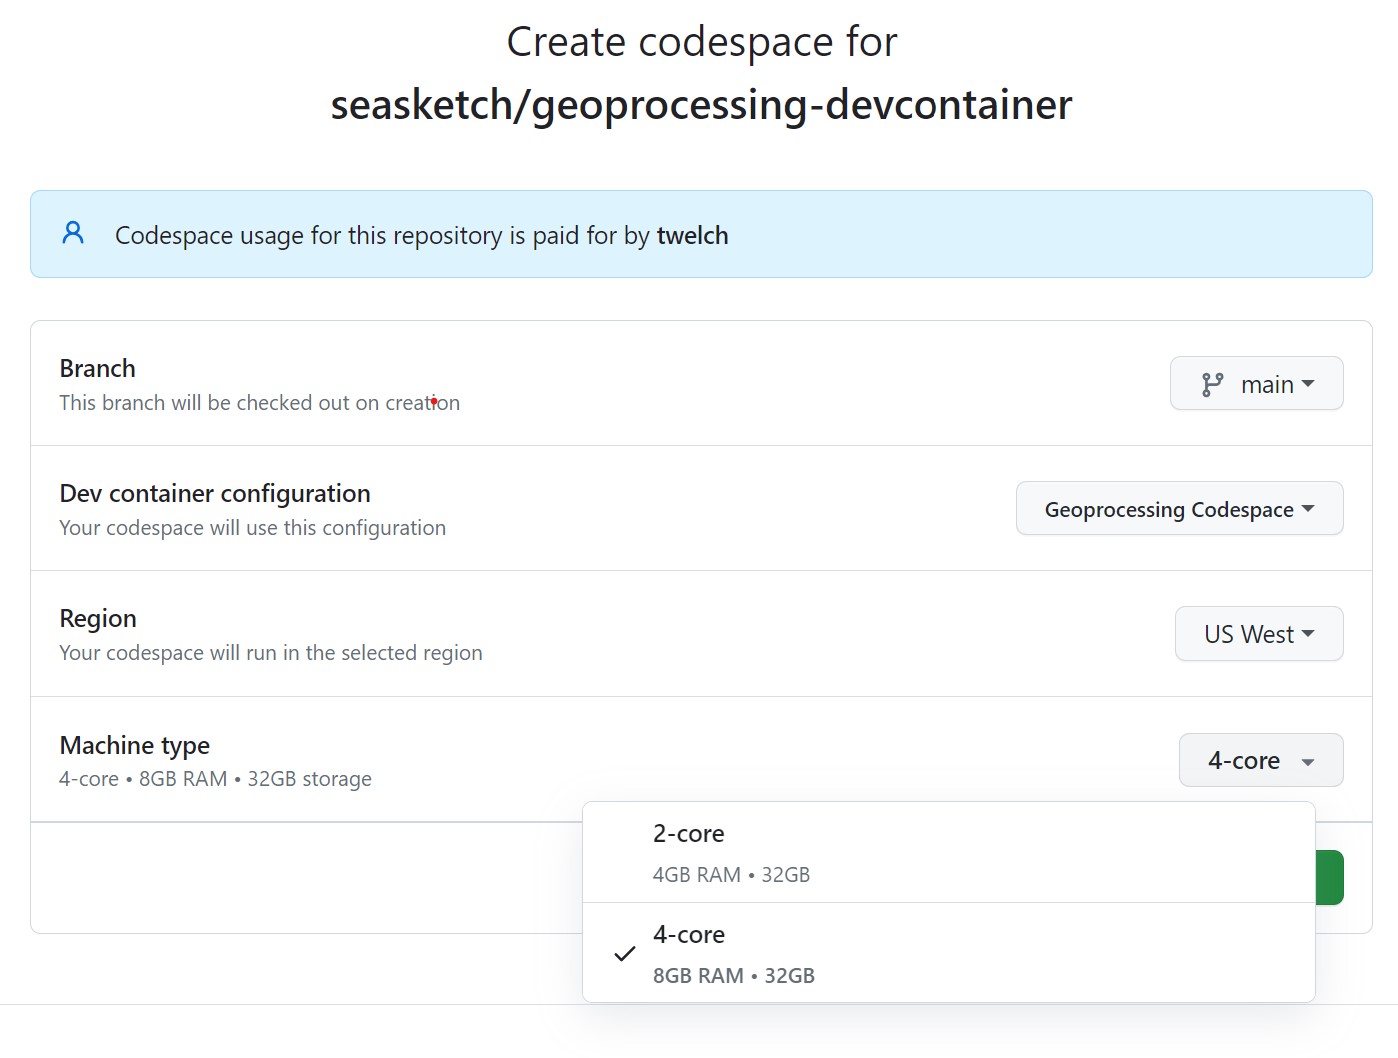 Create codespace for
seasketch/geoprocessing-devcontainer
Codespace usage for this repository is paid for by twelch
Branch
This branch will be checked out on creation
main
Dev container configuration
Your codespace will use this configuration
Geoprocessing Codespace
Region
Your codespace will run in the selected region
US West
Machine type
4-core • 8GB RAM • 32GB storage
4-core
2-core
4GB RAM • 32GB
4-core
8GB RAM • 32GB